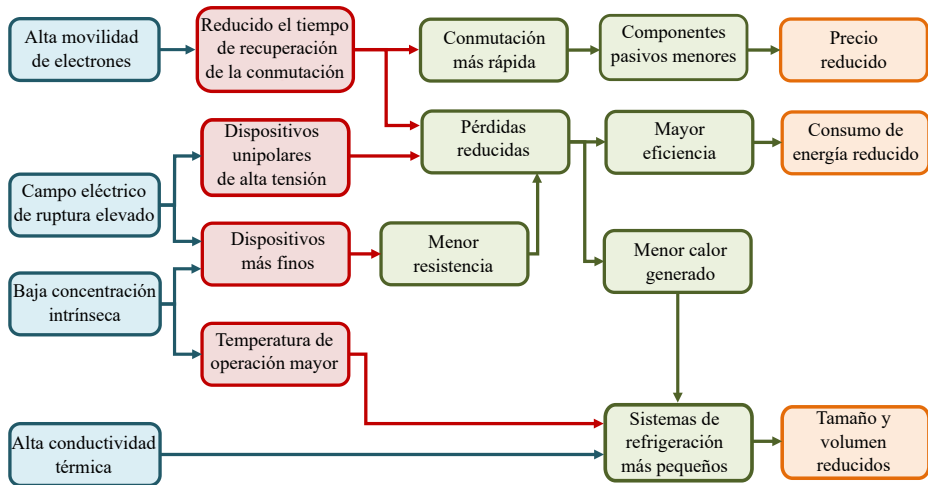 Alta movilidad
de electrones
Reducido el tiempo
de recuperación
de la conmutación
Conmutación
más rápida
Componentes
pasivos menores
Precio
reducido
Dispositivos
unipolares
de alta tensión
Pérdidas
reducidas
Mayor
eficiencia
Consumo de
energía reducido
Campo eléctrico
de ruptura elevado
Dispositivos
más finos
Menor
resistencia
Menor calor
generado
Baja concentración
intrínseca
Temperatura de
operación mayor
Alta conductividad
térmica
Sistemas de
refrigeración
más pequeños
Tamaño y
volumen
reducidos